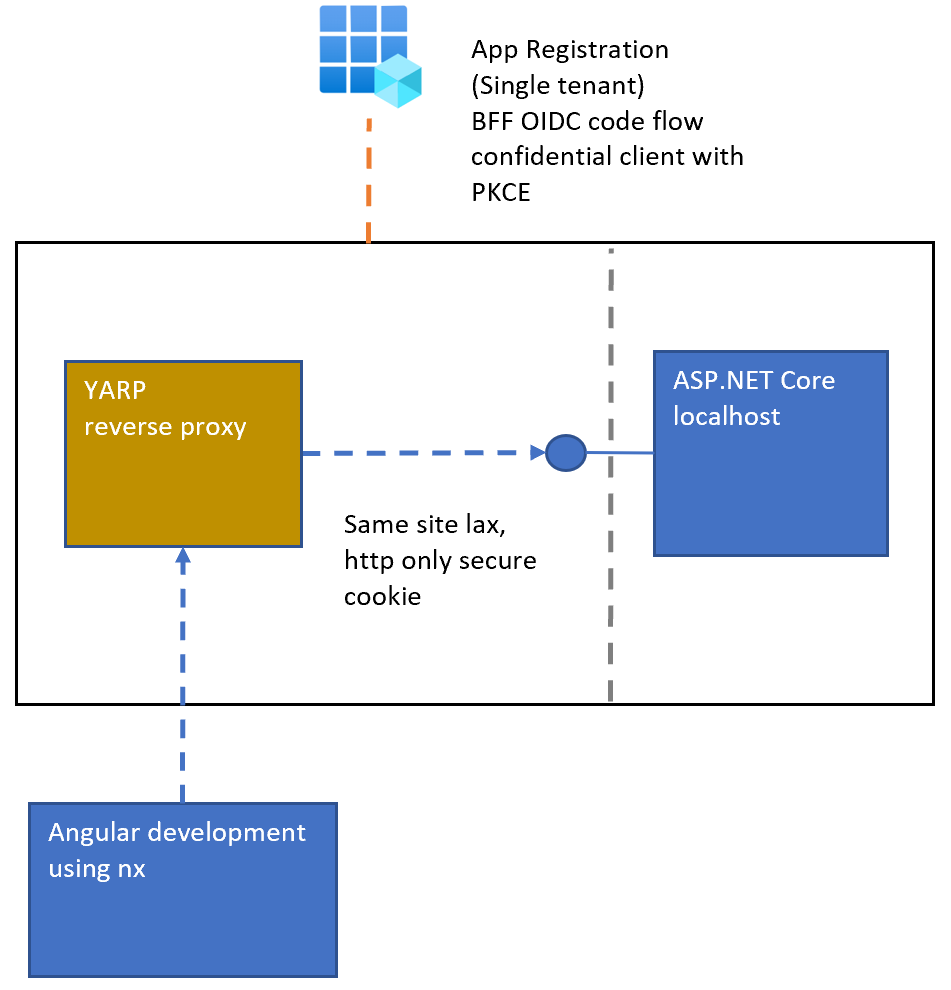 App Registration
(Single tenant)
BFF OIDC code flow
confidential client with
PKCE
YARP
reverse proxy
ASP.NET Core
localhost
Same site lax,
http only secure
cookie
Angular development
using nx